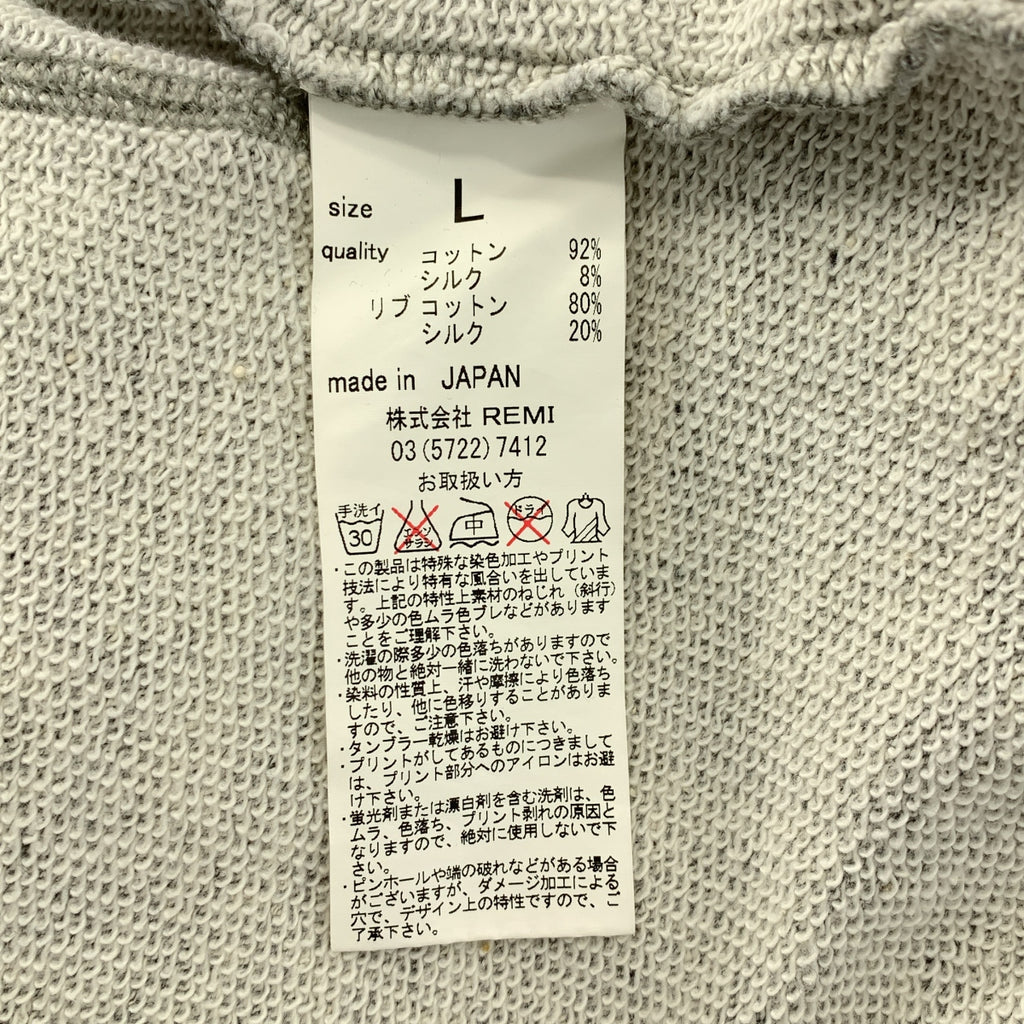 size L
quality コットン 92%
シルク 8%
リブ コットン 80%
シルク 20%
made in JAPAN
株式会社 REMI
03(5722)7412
お取扱い方
手洗イ 30 エンソサラシ 中 ドライ
・この製品は特殊な染色加工やプリント
技法により特有な風合いを出していま
す。上記の特性上素材のねじれ（斜行）
や多少の色ムラ色ブレなどがあります
ことをご理解下さい。
・洗濯の際多少の色落ちがありますので
他の物と絶対一緒に洗わないで下さい。
・染料の性質上、汗や摩擦により色落ち
したり、他に色移りすることがありま
すので、ご注意下さい。
・タンブラー乾燥はお避け下さい。
・プリントがしてあるものにつきまして
は、プリント部分へのアイロンはお避
け下さい。
・蛍光剤または漂白剤を含む洗剤は、色
ムラ、色落ち、プリント剥れの原因と
なりますので、絶対に使用しないで下
さい。
・ピンホールや端の破れなどがある場合
がございますが、ダメージ加工による
穴で、デザイン上の特性ですので、ご
了承下さい。